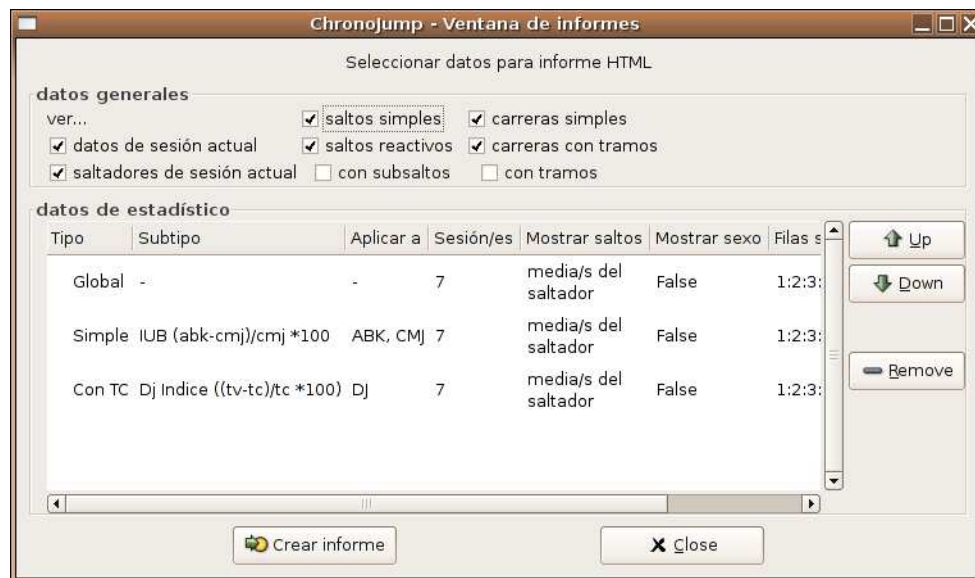 ChronoJump - Ventana de informes
Seleccionar datos para informe HTML
datos generales
ver... saltos simples carreras simples
datos de sesión actual saltos reactivos carreras con tramos
saltadores de sesión actual con subsaltos con tramos
datos de estadístico
Tipo Subtipo Aplicar a Sesión/es Mostrar saltos Mostrar sexo Filas s
Global - - 7 media/s del saltador False 1:2:3:
Simple IUB (abk-cmj)/cmj *100 ABK, CMJ 7 media/s del saltador False 1:2:3:
Con TC Dj Indice ((tv-tc)/tc *100) DJ 7 media/s del saltador False 1:2:3:
Up
Down
Remove
Crear informe Close